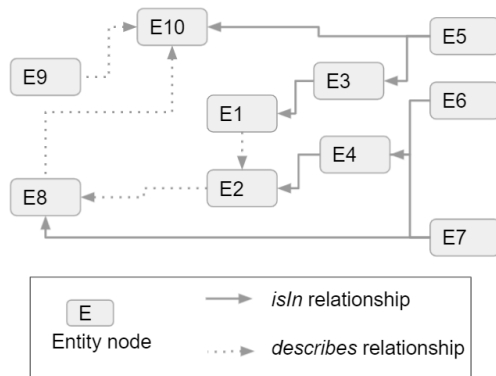 E10
E5
E9
E3
E6
E1
E4
E8
E2
E7
E
Entity node
isIn relationship
describes relationship